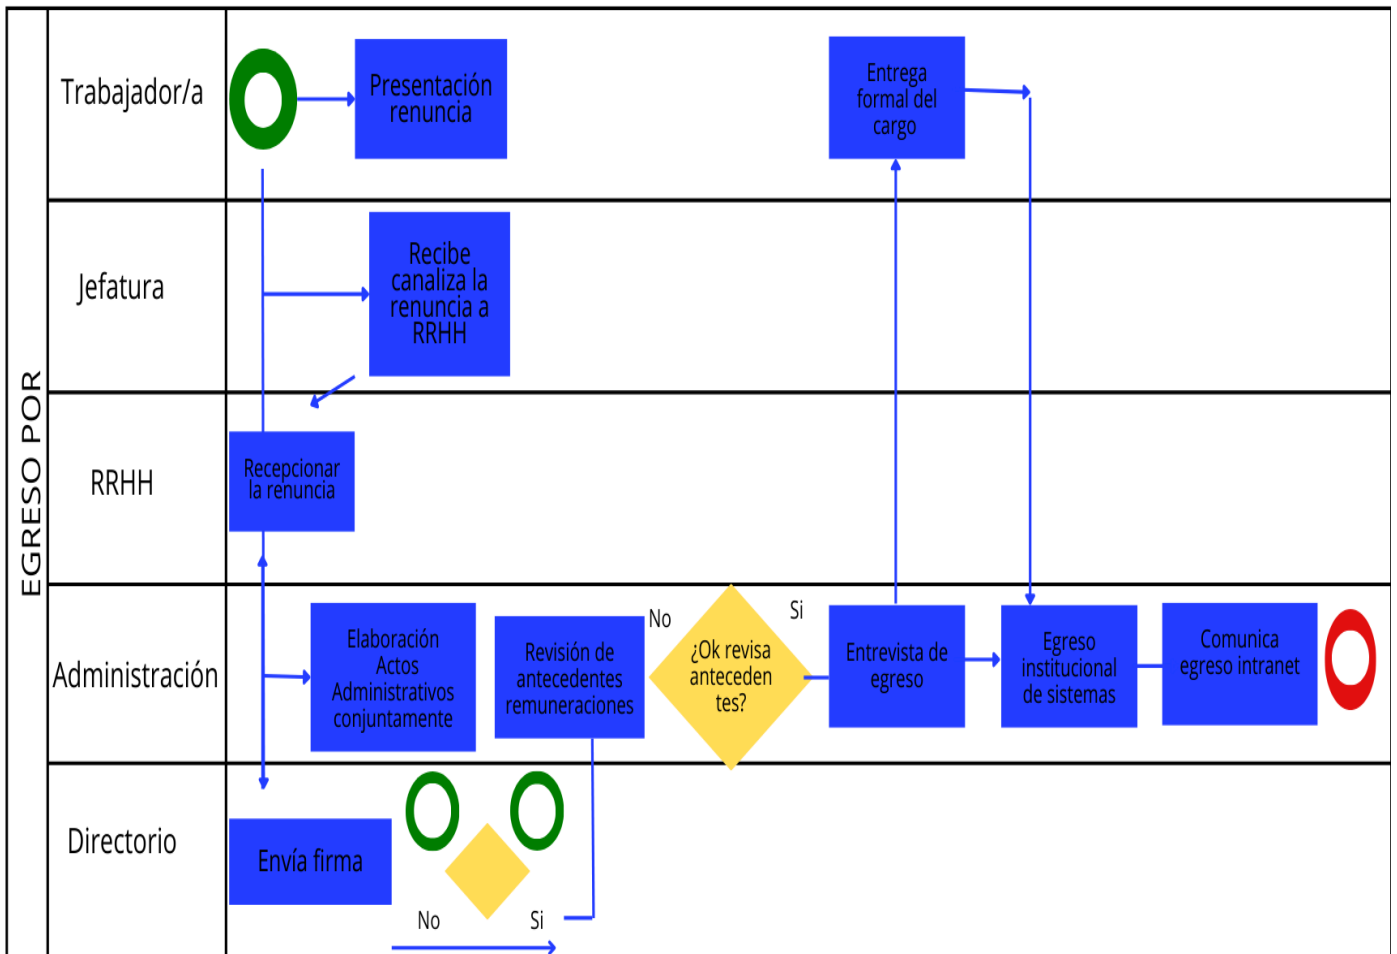 EGRESO POR
Trabajador/a
Presentación
renuncia
Entrega
formal del
cargo
Jefatura
Recibe
canaliza la
renuncia a
RRHH
RRHH
Recepcionar
la renuncia
Administración
Elaboración
Actos
Administrativos
conjuntamente
Revisión de
antecedentes
remuneraciones
No
¿Ok revisa
anteceden
tes?
Si
Entrevista de
egreso
Egreso
institucional
de sistemas
Comunica
egreso intranet
Directorio
Envía firma
No
Si